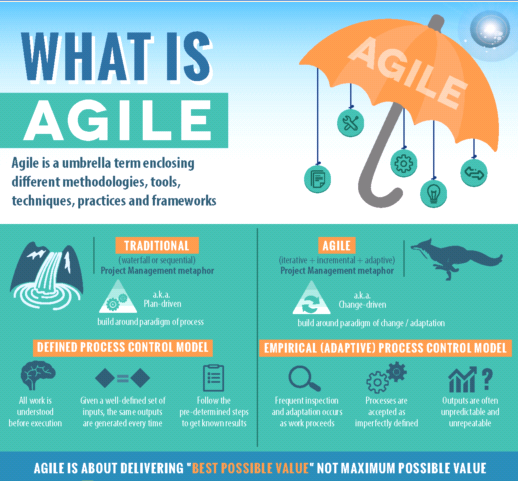 WHAT IS
AGILE
AGILE
Agile is a umbrella term enclosing
different methodologies, tools,
techniques, practices and frameworks
TRADITIONAL
(waterfall or sequential)
Project Management metaphor
a.k.a.
Plan-driven
build around paradigm of process
AGILE
(iterative + incremental + adaptive)
Project Management metaphor
a.k.a.
Change-driven
build around paradigm of change / adaptation
DEFINED PROCESS CONTROL MODEL
All work is
understood
before execution
Given a well-defined set of
inputs, the same outputs
are generated every time
Follow the
pre-determined steps
to get known results
EMPIRICAL (ADAPTIVE) PROCESS CONTROL MODEL
Frequent inspection
and adaptation occurs
as work proceeds
Processes are
accepted as
imperfectly defined
?
Outputs are often
unpredictable and
unrepeatable
AGILE IS ABOUT DELIVERING "BEST POSSIBLE VALUE" NOT MAXIMUM POSSIBLE VALUE